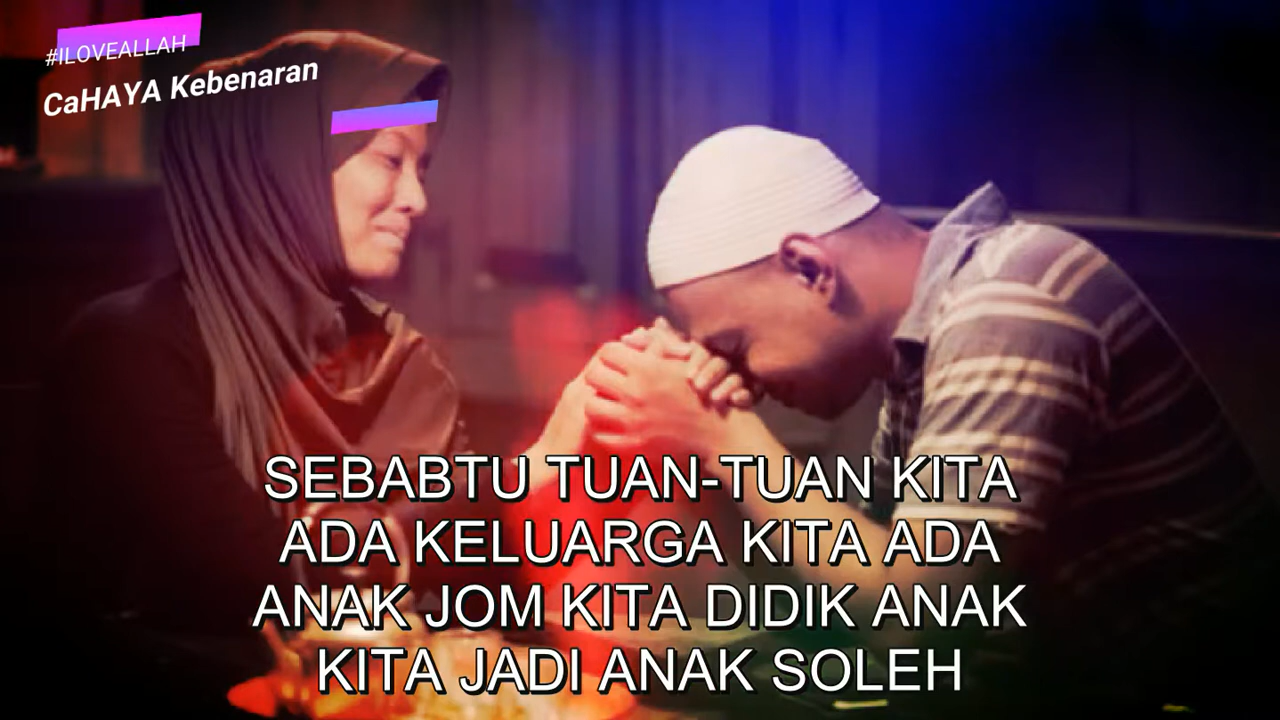 #ILOVEALLAH
CaHAYA Kebenaran
SEBABTU TUAN-TUAN KITA
ADA KELUARGA KITA ADA
ANAK JOM KITA DIDIK ANAK
KITA JADI ANAK SOLEH